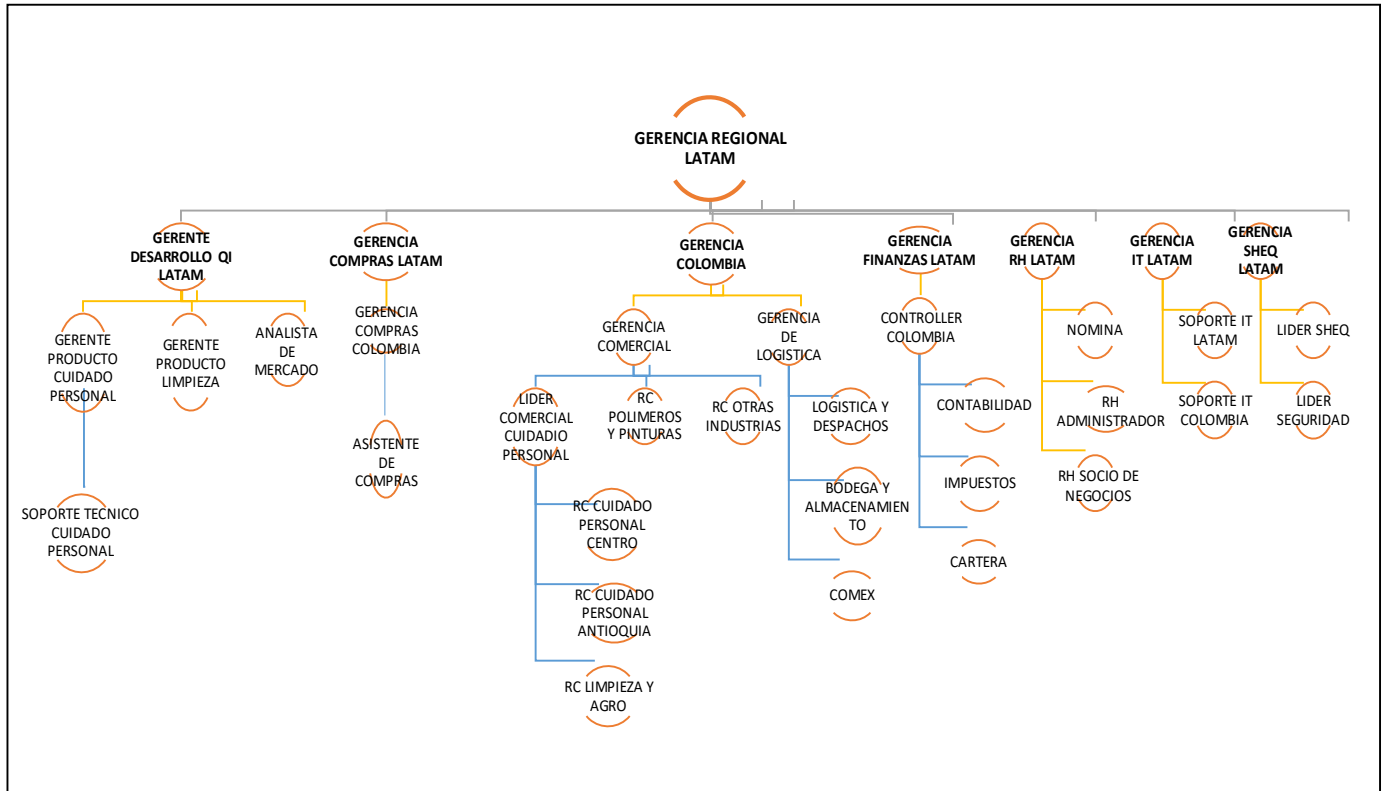 GERENCIA REGIONAL
LATAM
GERENTE
DESARROLLO QI
LATAM
GERENCIA
COMPRAS LATAM
GERENCIA
COLOMBIA
GERENCIA
FINANZAS LATAM
GERENCIA
RH LATAM
GERENCIA
IT LATAM
GERENCIA
SHEQ
LATAM
GERENTE
PRODUCTO
CUIDADO
PERSONAL
GERENTE
PRODUCTO
LIMPIEZA
ANALISTA
DE
MERCADO
GERENCIA
COMPRAS
COLOMBIA
GERENCIA
COMERCIAL
GERENCIA
DE
LOGISTICA
CONTROLLER
COLOMBIA
NOMINA
SOPORTE IT
LATAM
LIDER SHEQ
LIDER
COMERCIAL
CUIDADIO
PERSONAL
RC
POLIMEROS
Y PINTURAS
RC OTRAS
INDUSTRIAS
LOGISTICA Y
DESPACHOS
CONTABILIDAD
RH
ADMINISTRADOR
SOPORTE IT
COLOMBIA
LIDER
SEGURIDAD
ASISTENTE
DE
COMPRAS
SOPORTE TECNICO
CUIDADO
PERSONAL
RC CUIDADO
PERSONAL
CENTRO
BODEGA Y
ALMACENAMIEN
TO
IMPUESTOS
RH SOCIO DE
NEGOCIOS
RC CUIDADO
PERSONAL
ANTIOQUIA
COMEX
CARTERA
RC LIMPIEZA Y
AGRO